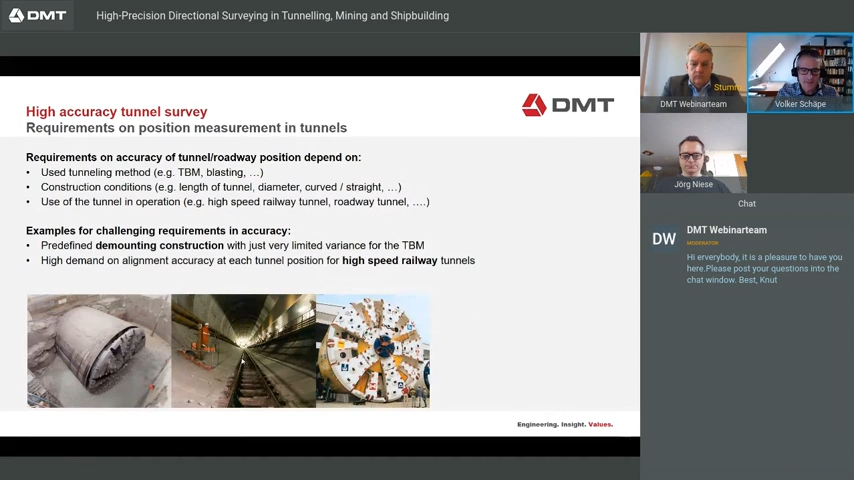 DMT
High-Precision Directional Surveying in Tunnelling, Mining and Shipbuilding
High accuracy tunnel survey
Requirements on position measurement in tunnels
DMT
Requirements on accuracy of tunnel/roadway position depend on:
• Used tunneling method (e.g. TBM, blasting, …)
• Construction conditions (e.g. length of tunnel, diameter, curved / straight, …)
• Use of the tunnel in operation (e.g. high speed railway tunnel, roadway tunnel, ….)
Examples for challenging requirements in accuracy:
• Predefined demounting construction with just very limited variance for the TBM
• High demand on alignment accuracy at each tunnel position for high speed railway tunnels
Engineering. Insight. Values.
DMT Webinarteam
Volker Schäpe
Jörg Niese
Chat
DW
DMT Webinarteam
MODERATOR
Hi erverybody, it is a pleasure to have you
here.Please post your questions into the
chat window. Best, Knut